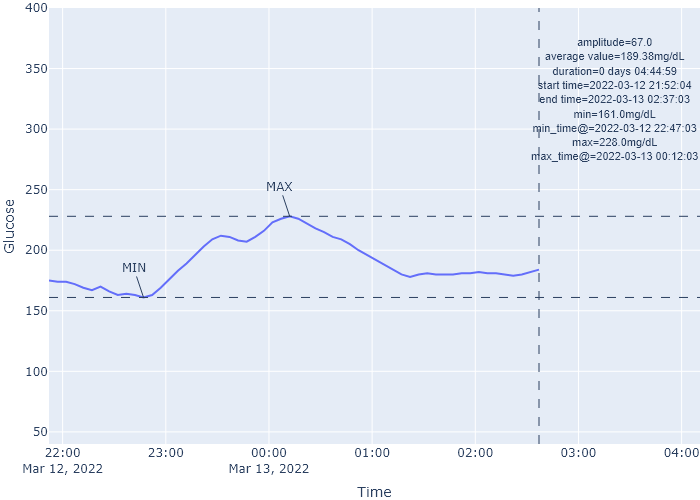 400
350
300
250
200
150
100
50
Glucose
amplitude=67.0
average value=189.38mg/dL
duration=0 days 04:44:59
start time=2022-03-12 21:52:04
end time=2022-03-13 02:37:03
min=161.0mg/dL
min_time@=2022-03-12 22:47:03
max=228.0mg/dL
max_time@=2022-03-13 00:12:03
MAX
MIN
22:00 23:00 00:00 01:00 02:00 03:00 04:00
Mar 12, 2022 Mar 13, 2022
Time